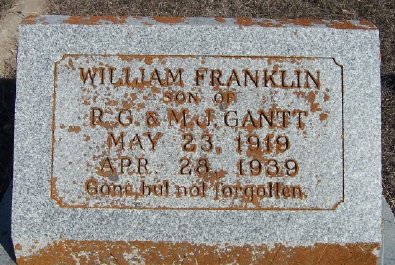 WILLIAM FRANKLIN
SON OF
R. G. & M. J. GANTT
MAY 23, 1919
APR. 28, 1939
Gone but not forgotten.